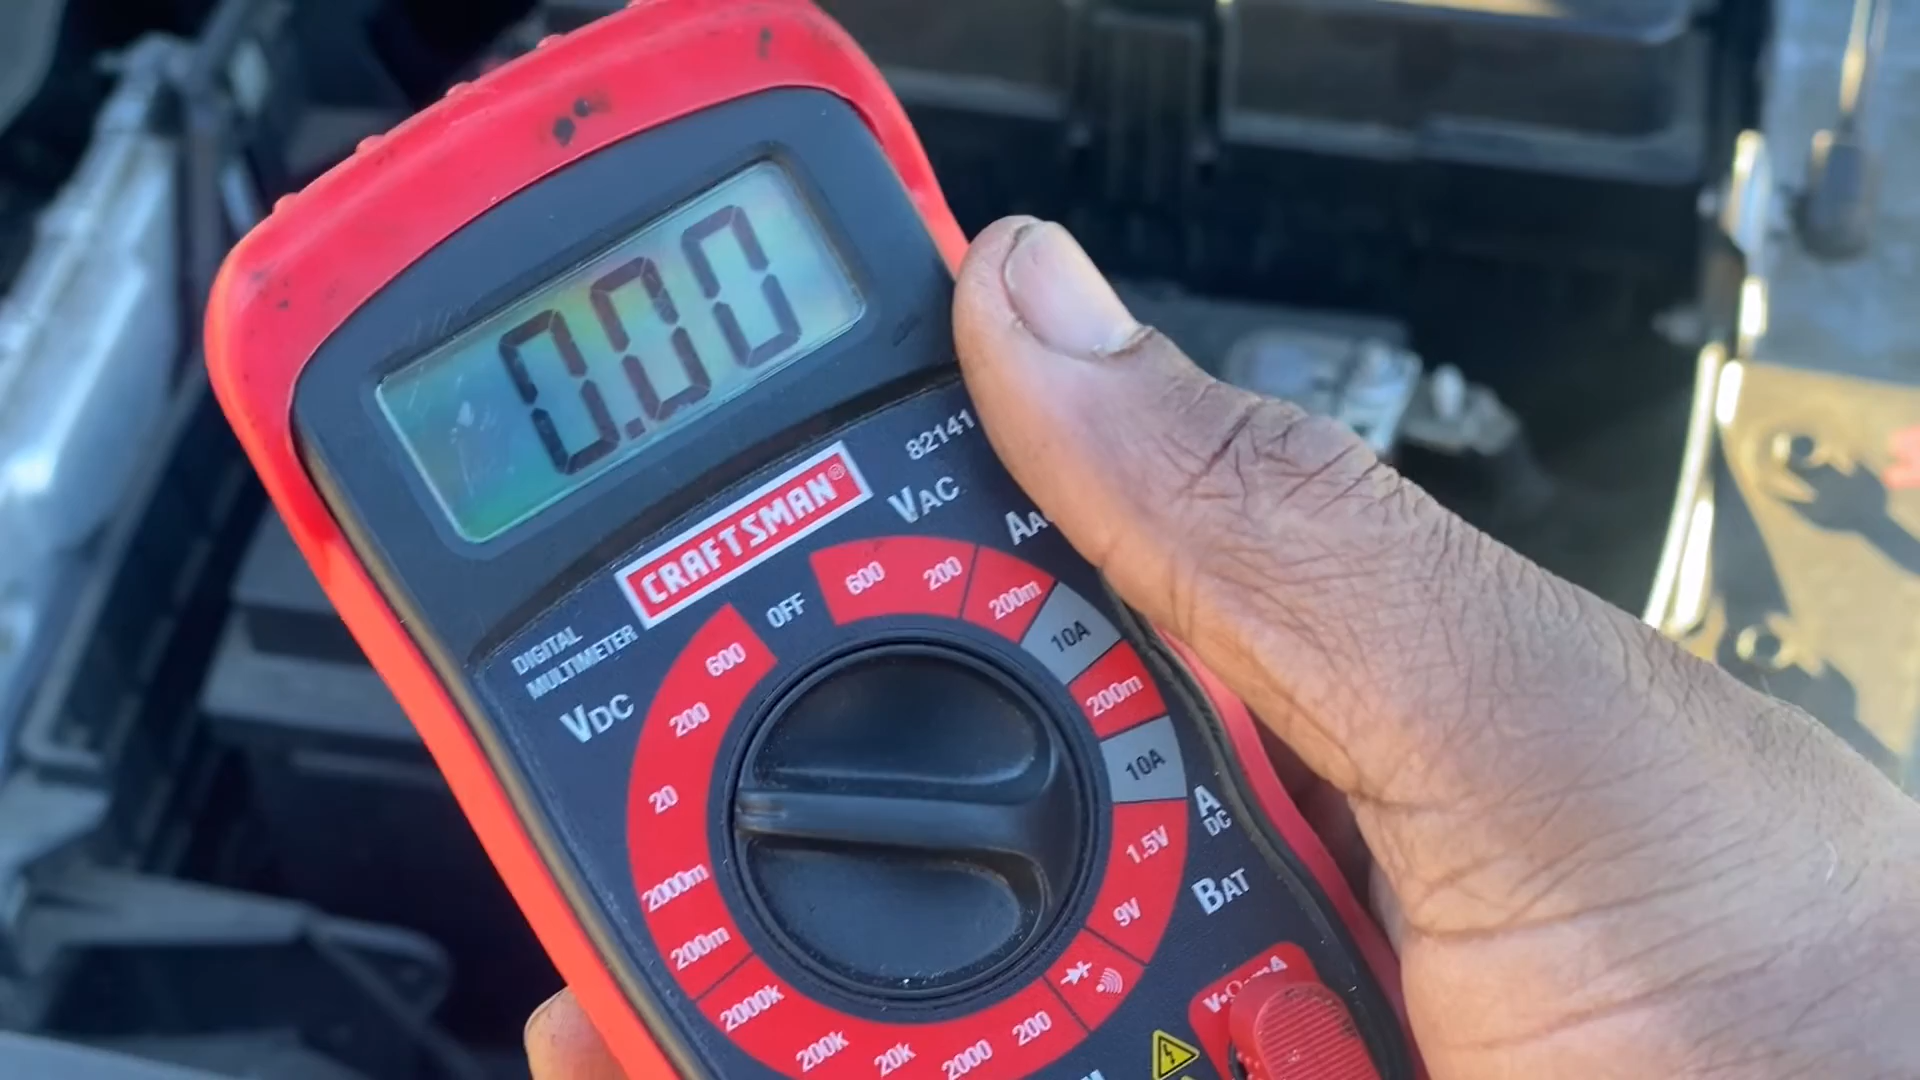 0.00
82141
CRAFTSMAN®
VAC
DIGITAL
MULTIMETER
OFF
600
200
200m
10A
200m
10A
VDC
600
200
20
2000m
200m
A
DC
1.5V
9V
BAT
2000k
200k
20k
2000
200